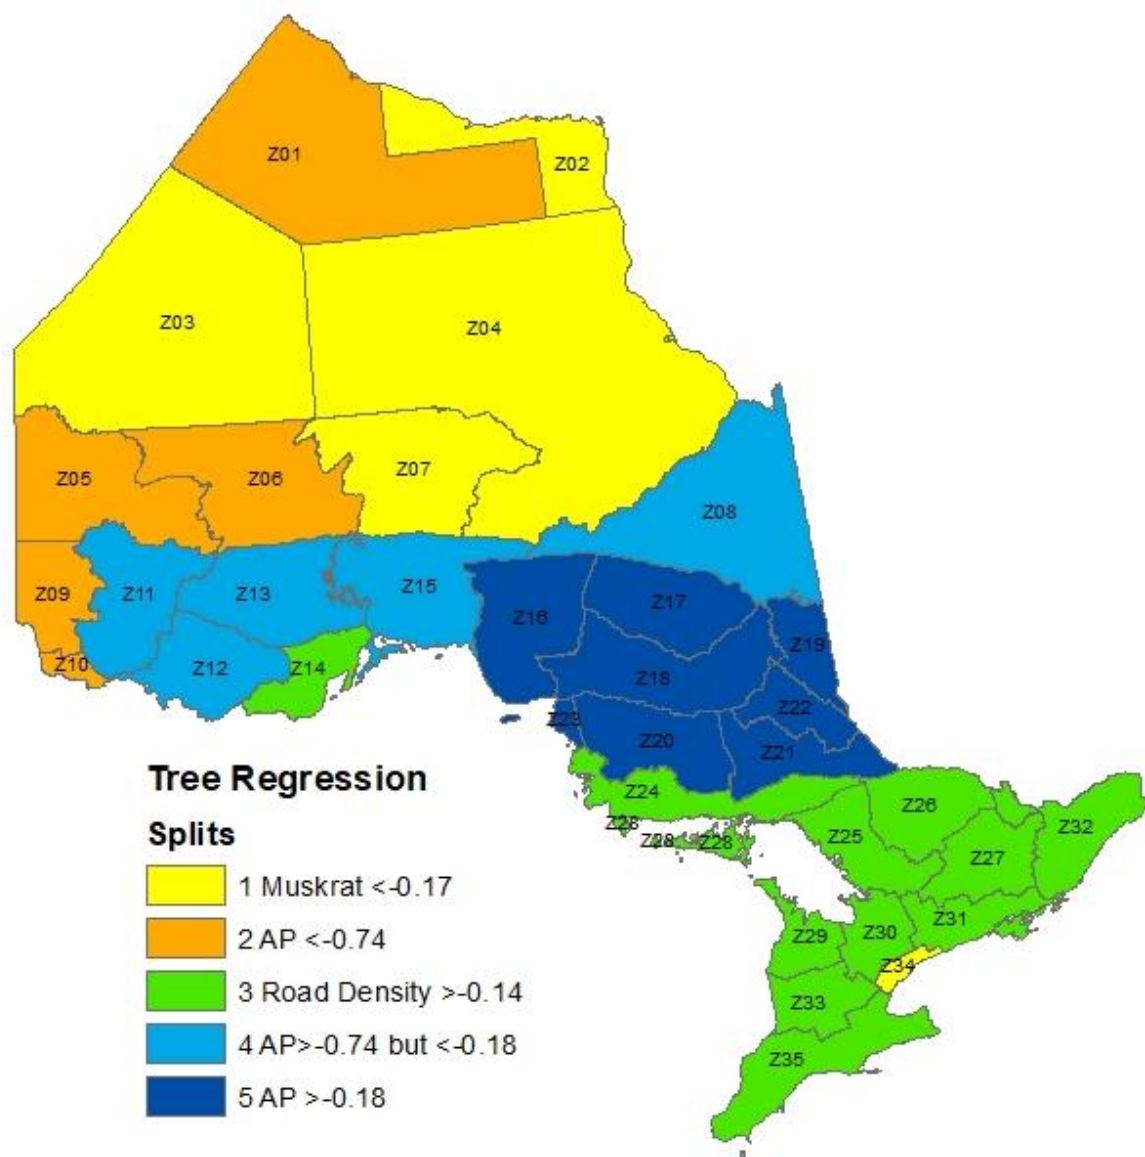 Z01
Z02
Z03
Z04
Z05
Z06
Z07
Z08
Z09
Z11
Z13
Z15
Z16
Z17
Z19
Z10
Z12
Z14
Z18
Z22
Z23
Z20
Z21
Tree Regression
Splits
1 Muskrat <-0.17
2 AP <-0.74
3 Road Density >-0.14
4 AP>-0.74 but <-0.18
5 AP >-0.18
Z24
Z26
Z32
Z28
Z28
Z28
Z25
Z27
Z29
Z30
Z31
Z34
Z33
Z35